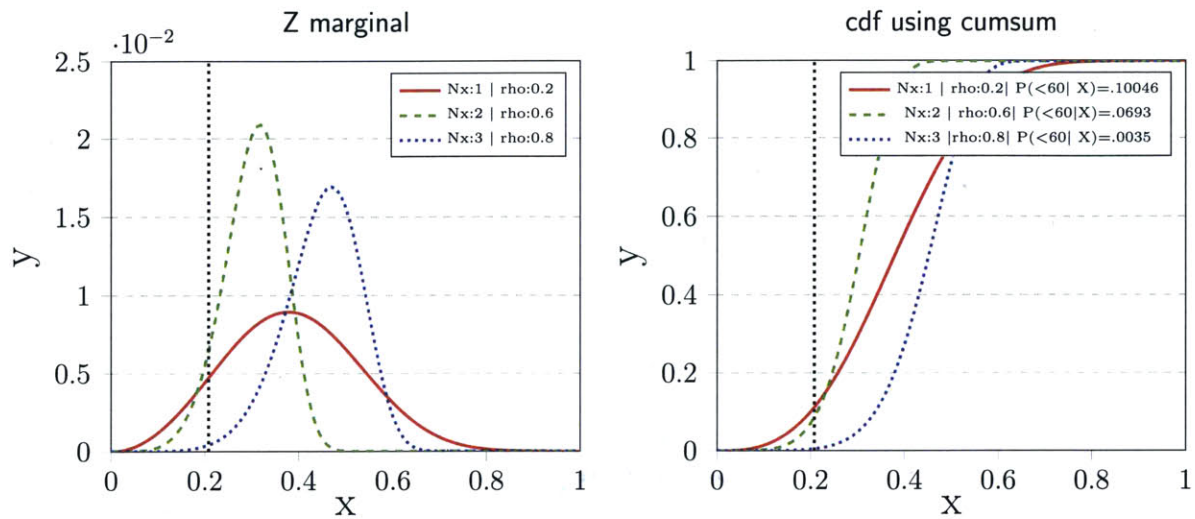 Z marginal
·10−2
2.5
2
1.5
1
0.5
0
0
0.2
0.4
0.6
0.8
1
X
y
Nx:1 | rho:0.2
Nx:2 | rho:0.6
Nx:3 | rho:0.8
cdf using cumsum
1
0.8
0.6
0.4
0.2
0
0
0.2
0.4
0.6
0.8
1
X
y
Nx:1 | rho:0.2| P(<60| X)=.10046
Nx:2 | rho:0.6| P(<60|X)=.0693
Nx:3 |rho:0.8| P(<60| X)=.0035